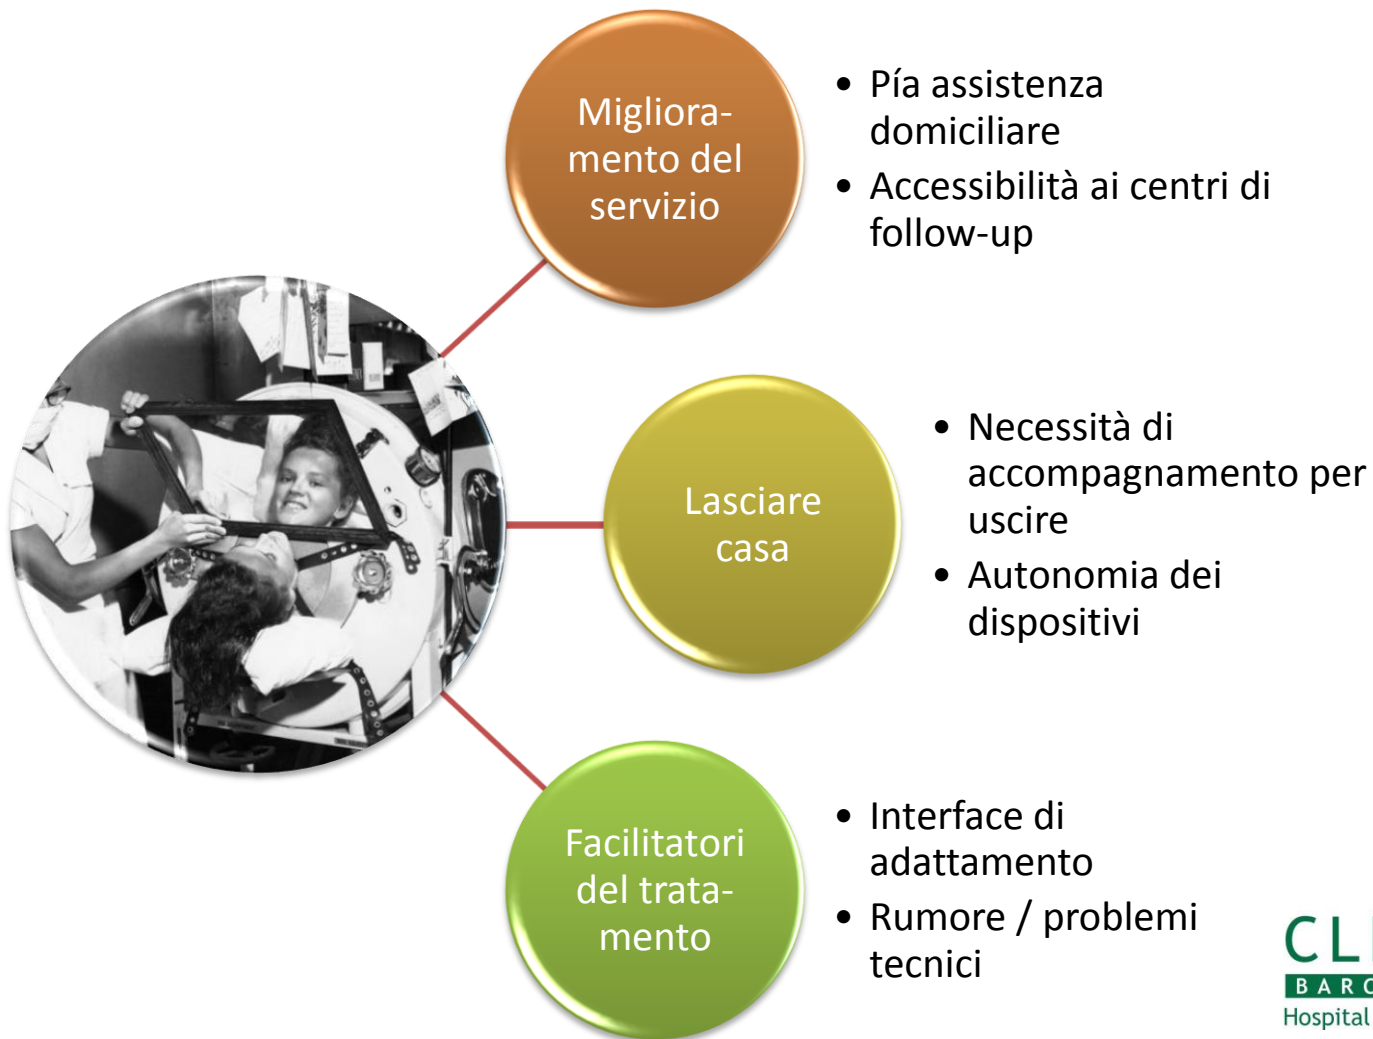 Migliora-
mento del
servizio
• Pía assistenza
domiciliare
• Accessibilità ai centri di
follow-up
Lasciare
casa
• Necessità di
accompagnamento per
uscire
• Autonomia dei
dispositivi
Facilitatori
del trata-
mento
• Interface di
adattamento
• Rumore / problemi
tecnici
Hospital